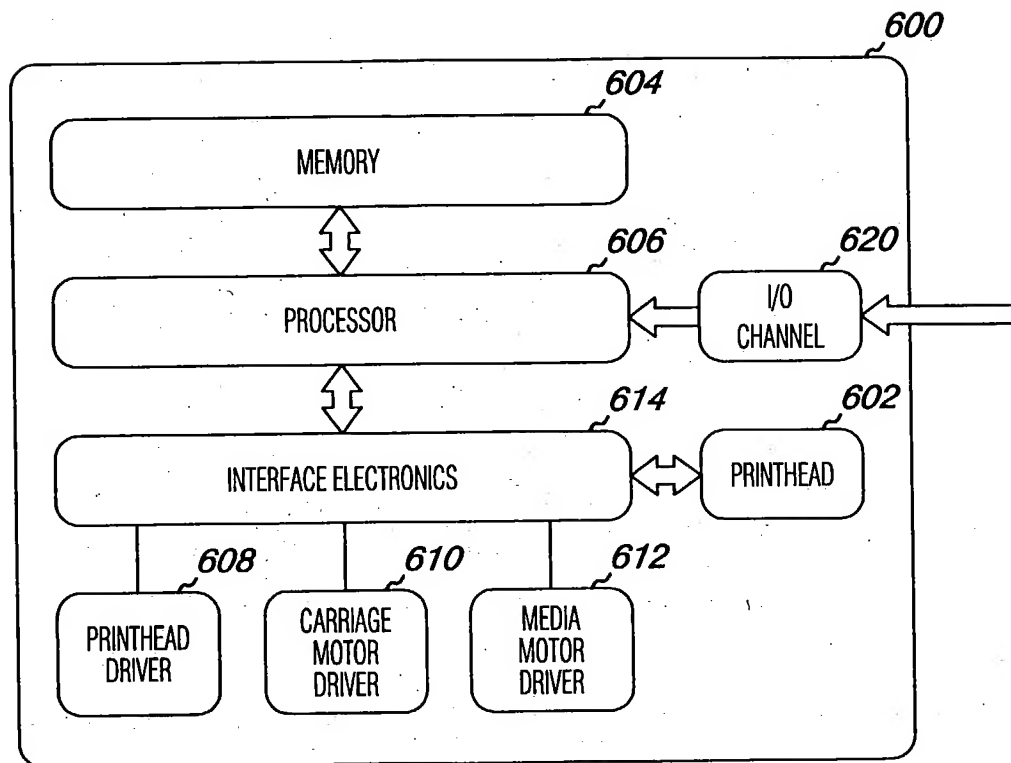 600
604
MEMORY
606
PROCESSOR
620
I/O
CHANNEL
614
INTERFACE ELECTRONICS
602
PRINTHEAD
608
PRINTHEAD
DRIVER
610
CARRIAGE
MOTOR
DRIVER
612
MEDIA
MOTOR
DRIVER